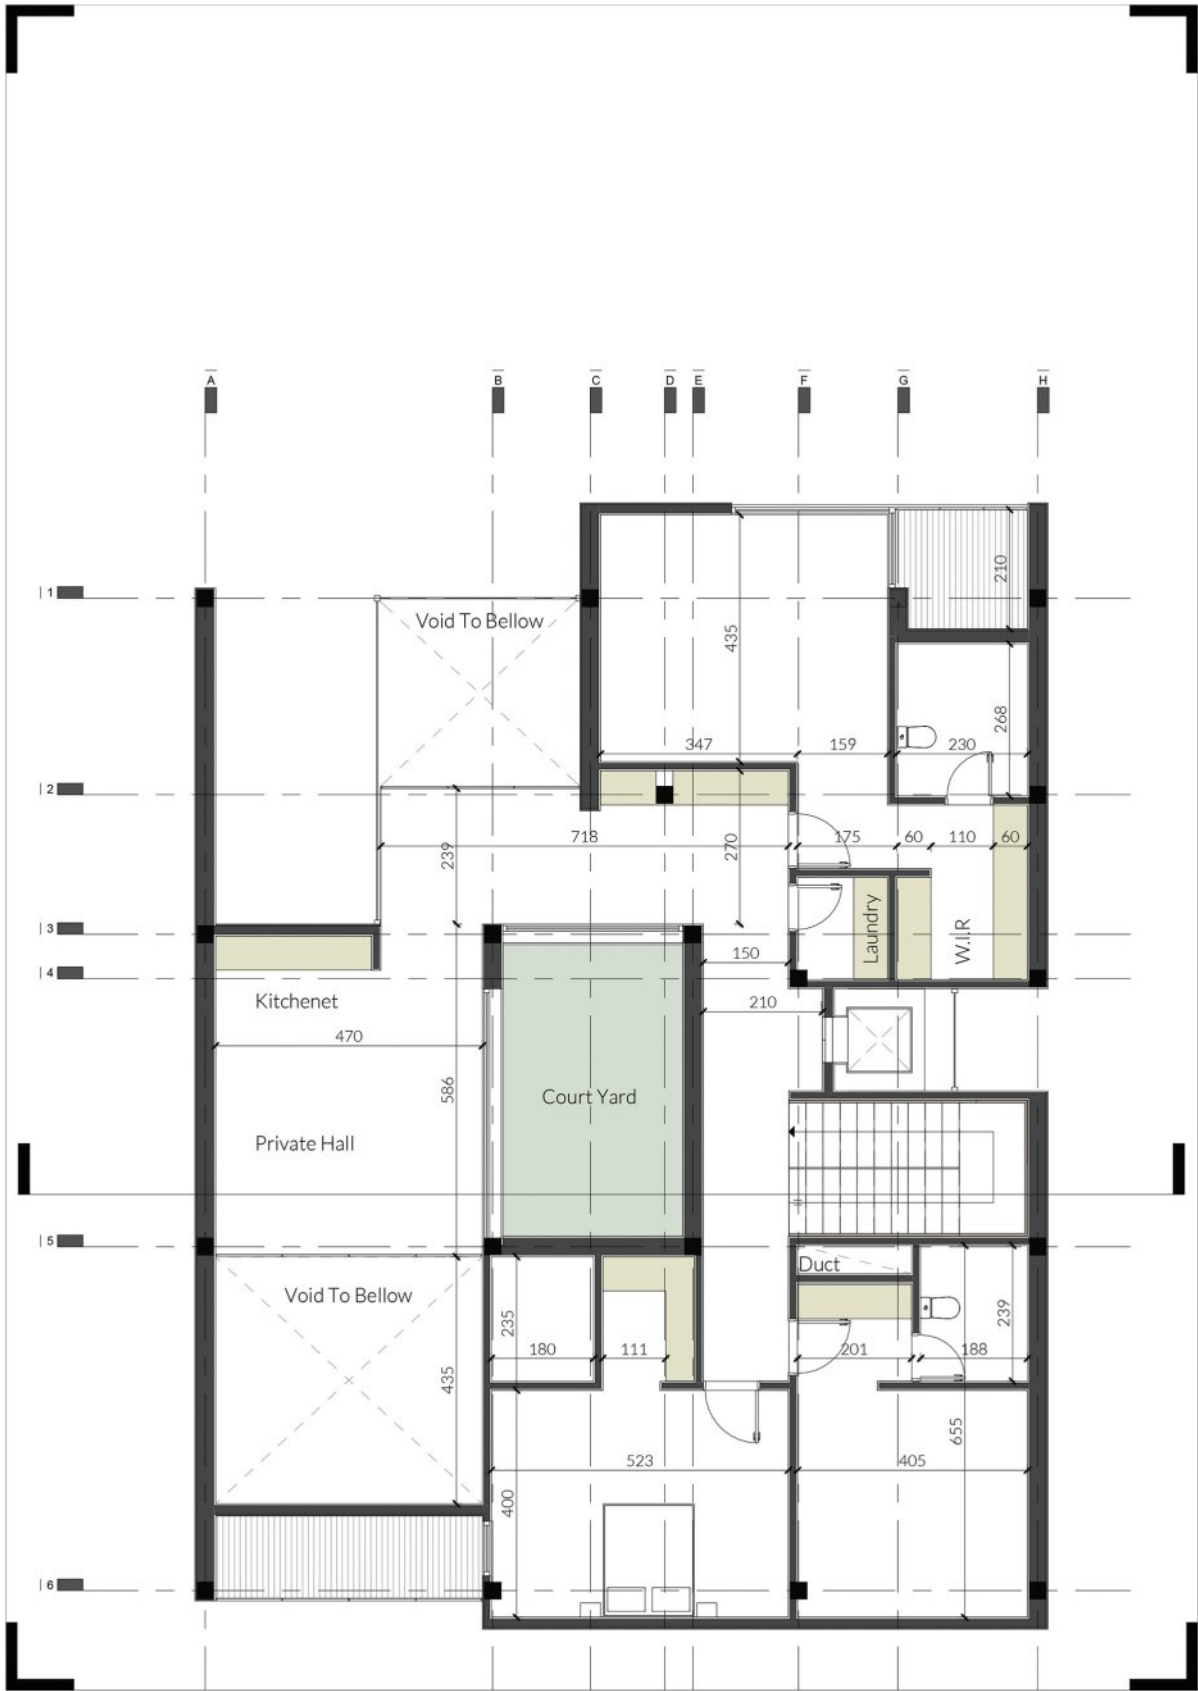 A B C D E F G H
1
210
Void To Bellow
435
268
347 159 230
2
718 175 60 110 60
239
270
Laundry
W.I.R
3
150
4
Kitchenet
210
470
586
Court Yard
Private Hall
5
Duct
Void To Bellow
235
239
180 111 201 188
435
655
523 405
400
6